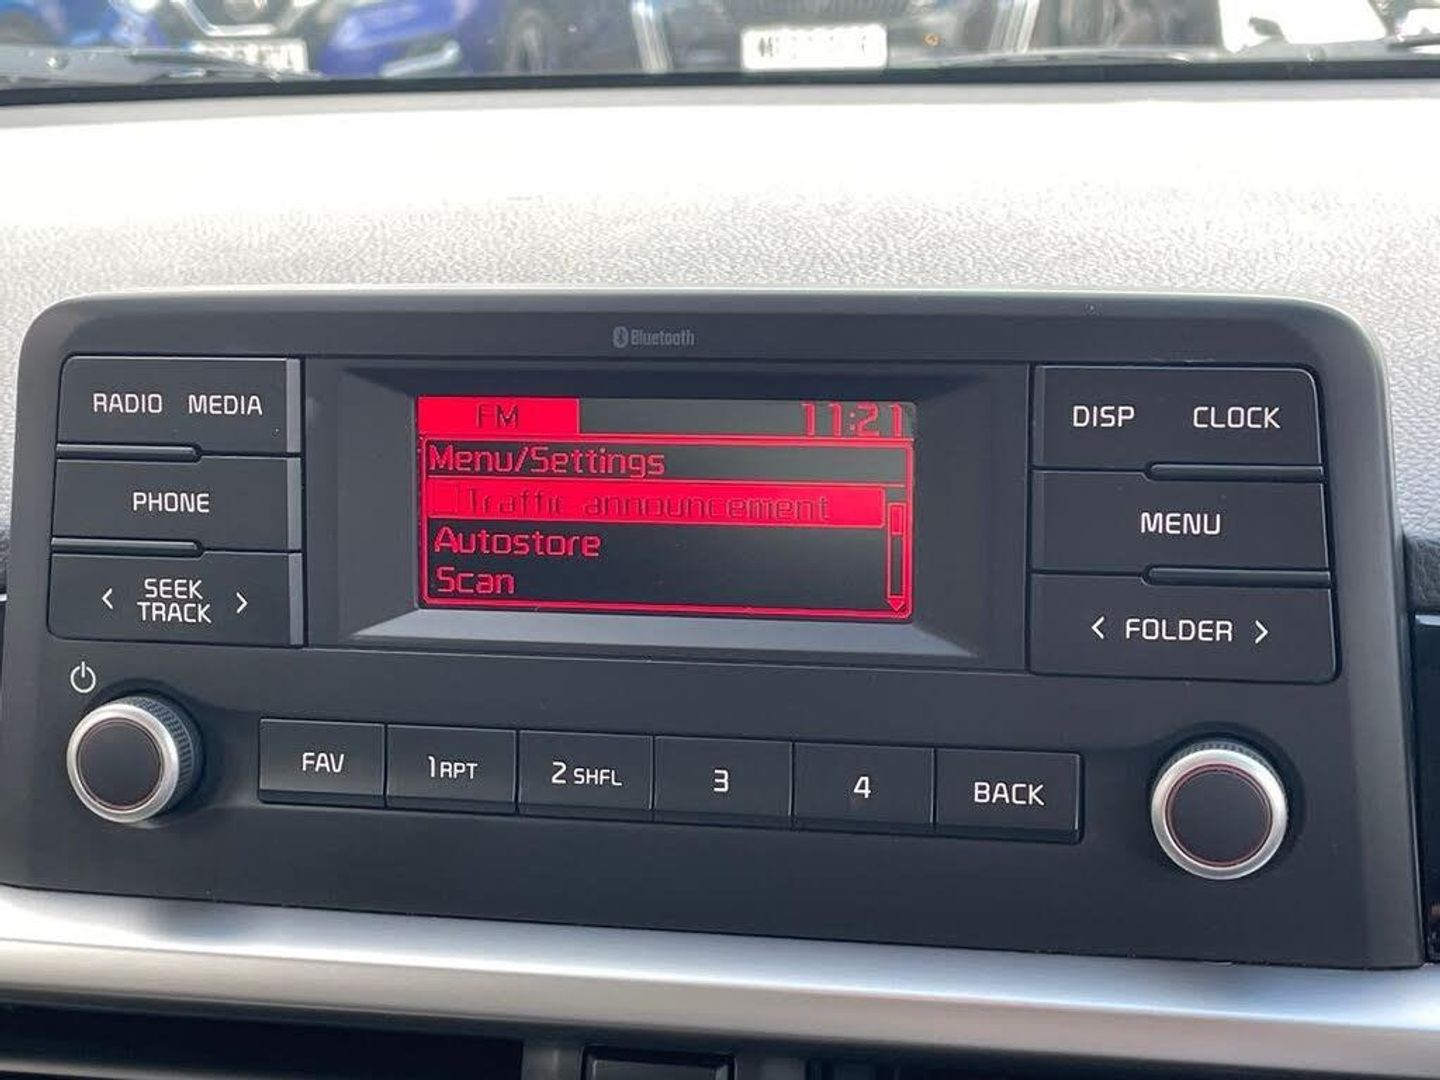 Bluetooth
RADIO MEDIA
PHONE
< SEEK TRACK >
FM 11:21
Menu/Settings
Traffic announcement
Autostore
Scan
DISP CLOCK
MENU
< FOLDER >
FAV 1 RPT 2 SHFL 3 4 BACK